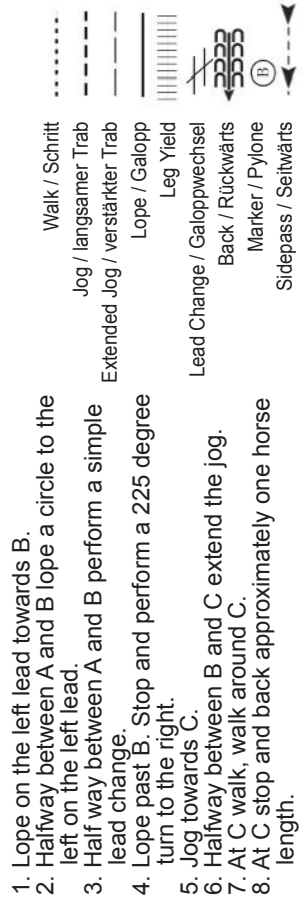 1. Lope on the left lead towards B.
2. Halfway between A and B lope a circle to the
left on the left lead.
3. Half way between A and B perform a simple
lead change.
4. Lope past B. Stop and perform a 225 degree
turn to the right.
5. Jog towards C.
6. Halfway between B and C extend the jog.
7. At C walk, walk around C.
8. At C stop and back approximately one horse
length.
Walk / Schritt
Jog / langsamer Trab
Extended Jog / verstärkter Trab
Lope / Galopp
Leg Yield
Lead Change / Galoppwechsel
Back / Rückwärts
Marker / Pylone
B
Sidepass / Seitwärts